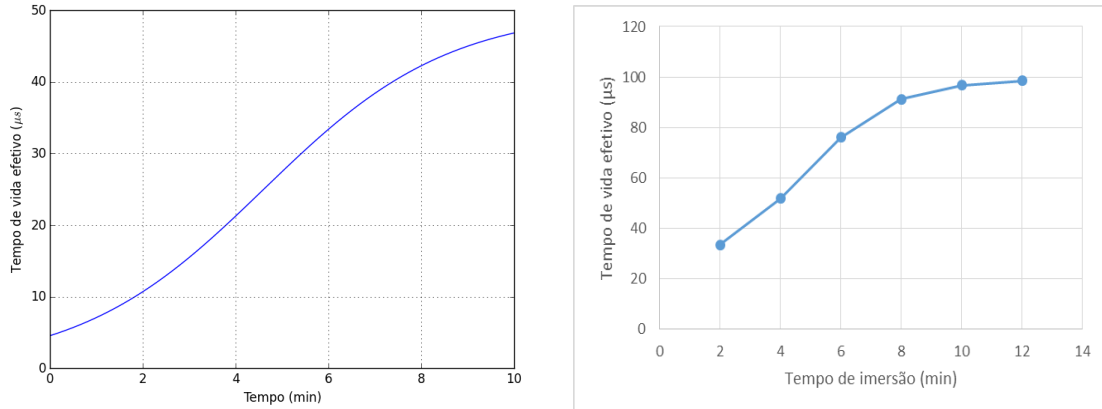 50
40
30
20
10
0
Tempo de vida efetivo (μs)
0 2 4 6 8 10
Tempo (min)
120
100
80
60
40
20
0
Tempo de vida efetivo (µs)
0 2 4 6 8 10 12 14
Tempo de imersão (min)